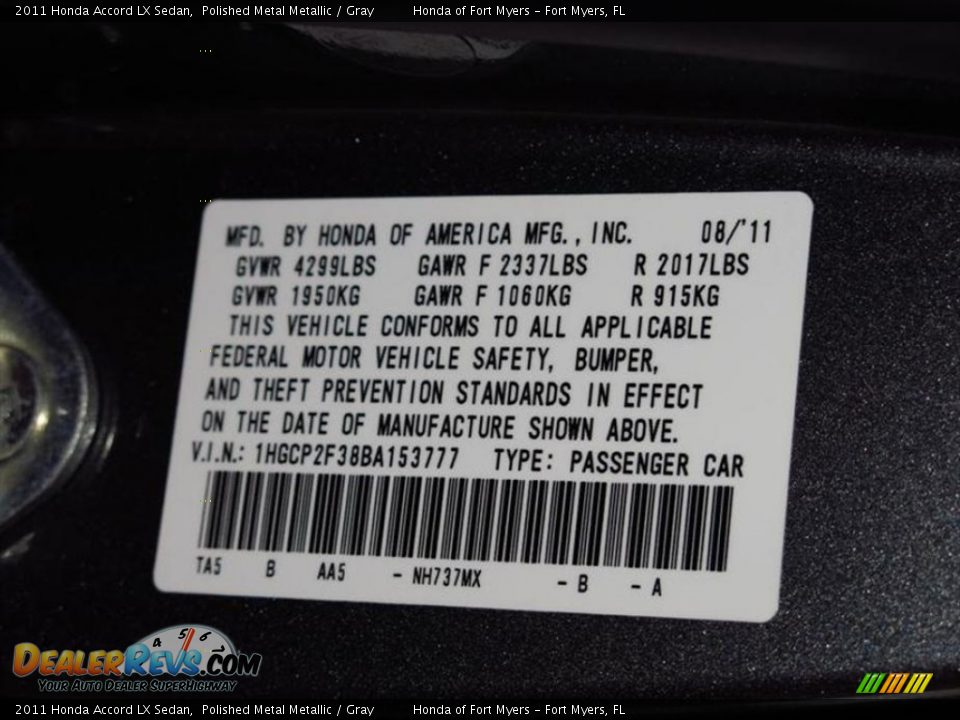 2011 Honda Accord LX Sedan, Polished Metal Metallic / Gray Honda of Fort Myers - Fort Myers, FL
MFD. BY HONDA OF AMERICA MFG., INC. 08/'11
GVWR 4299LBS GAWR F 2337LBS R 2017LBS
GVWR 1950KG GAWR F 1060KG R 915KG
THIS VEHICLE CONFORMS TO ALL APPLICABLE
FEDERAL MOTOR VEHICLE SAFETY, BUMPER,
AND THEFT PREVENTION STANDARDS IN EFFECT
ON THE DATE OF MANUFACTURE SHOWN ABOVE.
V.I.N.: 1HGCP2F38BA153777 TYPE: PASSENGER CAR
TA5 B AA5 - NH737MX - B - A
4 5 6
DEALERREVS.COM
YOUR AUTO DEALER SUPERHIGHWAY
2011 Honda Accord LX Sedan, Polished Metal Metallic / Gray Honda of Fort Myers - Fort Myers, FL